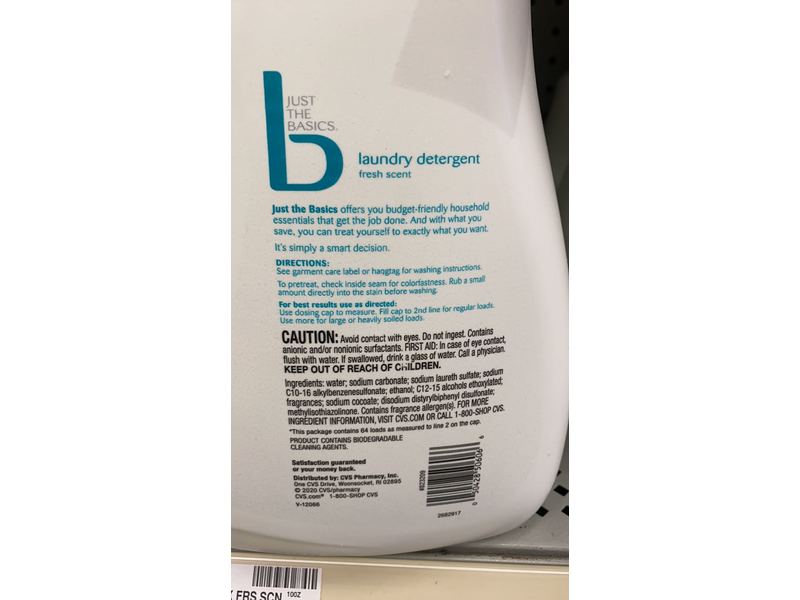 JUST
THE
BASICS.
laundry detergent
fresh scent
Just the Basics offers you budget-friendly household
essentials that get the job done. And with what you
save, you can treat yourself to exactly what you want.
It's simply a smart decision.
DIRECTIONS:
See garment care label or hangtag for washing instructions.
To pretreat, check inside seam for colorfastness. Rub a small
amount directly into the stain before washing.
For best results use as directed:
Use dosing cap to measure. Fill cap to 2nd line for regular loads.
Use more for large or heavily soiled loads.
CAUTION: Avoid contact with eyes. Do not ingest. Contains
anionic and/or nonionic surfactants. FIRST AID: In case of eye contact,
flush with water. If swallowed, drink a glass of water. Call a physician.
KEEP OUT OF REACH OF CHILDREN.
Ingredients: water; sodium carbonate; sodium laureth sulfate; sodium
C10-16 alkylbenzenesulfonate; ethanol; C12-15 alcohols ethoxylated;
fragrances; sodium cocoate; disodium distyrylbiphenyl disulfonate;
methylisothiazolinone. Contains fragrance allergen(s). FOR MORE
INGREDIENT INFORMATION, VISIT CVS.COM OR CALL 1-800-SHOP CVS.
*This package contains 64 loads as measured to line 2 on the cap.
PRODUCT CONTAINS BIODEGRADABLE
CLEANING AGENTS.
Satisfaction guaranteed
or your money back.
Distributed by: CVS Pharmacy, Inc.
One CVS Drive, Woonsocket, RI 02895
© 2020 CVS/pharmacy
CVS.com® 1-800-SHOP CVS
V-12066
#823209
0 50428 50606 6
2682917
FRS SCN 100Z